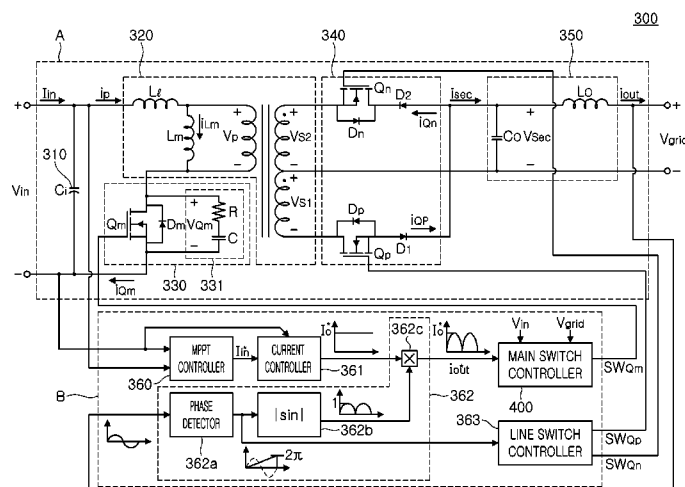 300
A
320
340
350
Iin
ip
Lℓ
Lm
iLm
Vp
VS2
VS1
Qn
Dn
D2
iQn
isec
Lo
iout
Co
VSec
Vgrid
310
Ci
Vin
Qm
Dm
VQm
R
C
Dp
Qp
D1
iQP
iQm
330
331
B
MPPT
CONTROLLER
360
Iin*
CURRENT
CONTROLLER
361
Io*
362c
Io*
iout
362
Vin
Vgrid
MAIN SWITCH
CONTROLLER
400
SWQm
PHASE
DETECTOR
362a
|sin|
362b
1
2π
363
LINE SWITCH
CONTROLLER
SWQp
SWQn